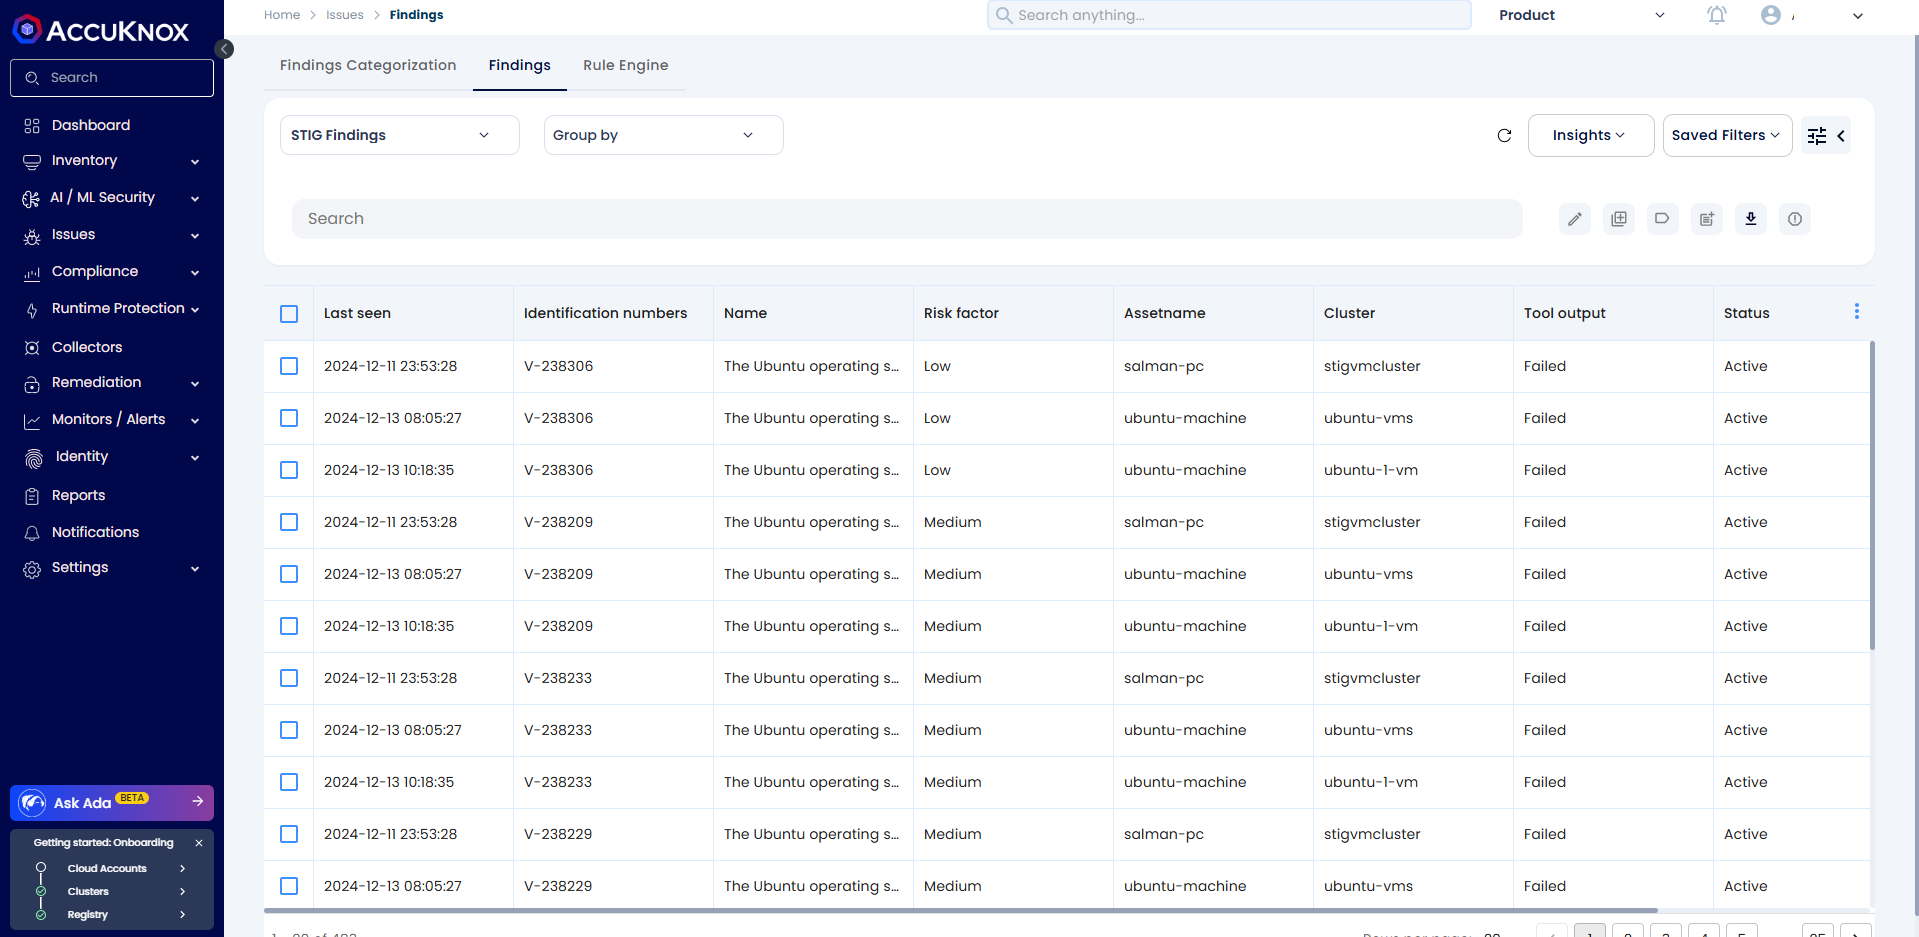 ACCUKNOX
Search
Dashboard
Inventory
AI / ML Security
Issues
Compliance
Runtime Protection
Collectors
Remediation
Monitors / Alerts
Identity
Reports
Notifications
Settings
Ask Ada BETA
Getting started: Onboarding
Cloud Accounts
Clusters
Registry
Home > Issues > Findings
Search anything...
Product
Findings Categorization Findings Rule Engine
STIG Findings Group by Insights Saved Filters
Search
Last seen Identification numbers Name Risk factor Assetname Cluster Tool output Status
2024-12-11 23:53:28 V-238306 The Ubuntu operating s... Low salman-pc stigvmcluster Failed Active
2024-12-13 08:05:27 V-238306 The Ubuntu operating s... Low ubuntu-machine ubuntu-vms Failed Active
2024-12-13 10:18:35 V-238306 The Ubuntu operating s... Low ubuntu-machine ubuntu-1-vm Failed Active
2024-12-11 23:53:28 V-238209 The Ubuntu operating s... Medium salman-pc stigvmcluster Failed Active
2024-12-13 08:05:27 V-238209 The Ubuntu operating s... Medium ubuntu-machine ubuntu-vms Failed Active
2024-12-13 10:18:35 V-238209 The Ubuntu operating s... Medium ubuntu-machine ubuntu-1-vm Failed Active
2024-12-11 23:53:28 V-238233 The Ubuntu operating s... Medium salman-pc stigvmcluster Failed Active
2024-12-13 08:05:27 V-238233 The Ubuntu operating s... Medium ubuntu-machine ubuntu-vms Failed Active
2024-12-13 10:18:35 V-238233 The Ubuntu operating s... Medium ubuntu-machine ubuntu-1-vm Failed Active
2024-12-11 23:53:28 V-238229 The Ubuntu operating s... Medium salman-pc stigvmcluster Failed Active
2024-12-13 08:05:27 V-238229 The Ubuntu operating s... Medium ubuntu-machine ubuntu-vms Failed Active
Rows per page: 20